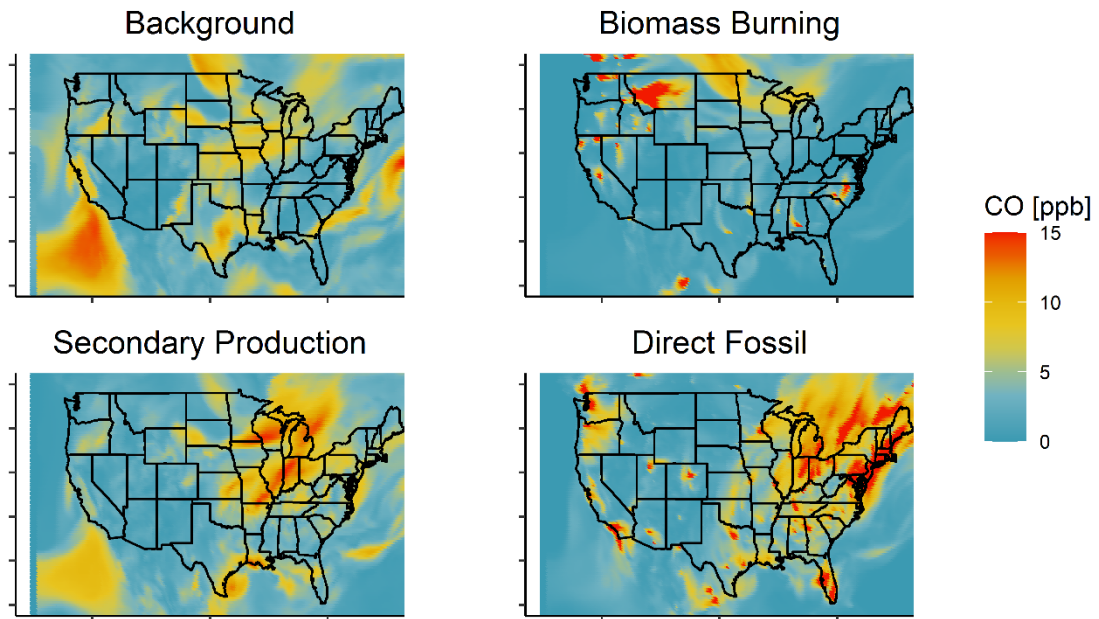 Background
Biomass Burning
Secondary Production
Direct Fossil
CO [ppb]
15
10
5
0